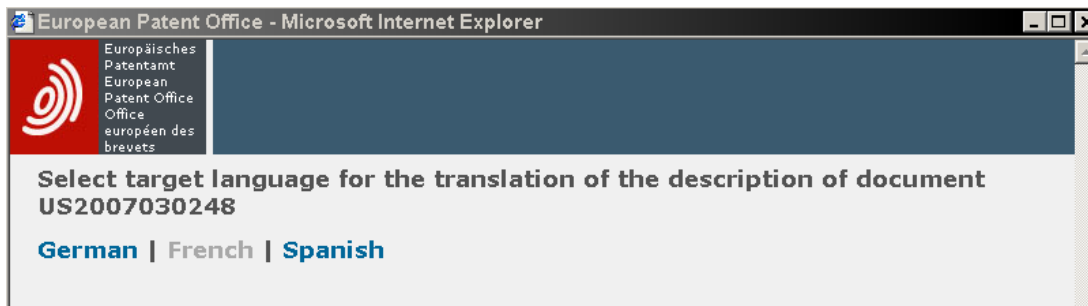 European Patent Office - Microsoft Internet Explorer
Europäisches
Patentamt
European
Patent Office
Office
européen des
brevets
Select target language for the translation of the description of document
US2007030248
German | French | Spanish